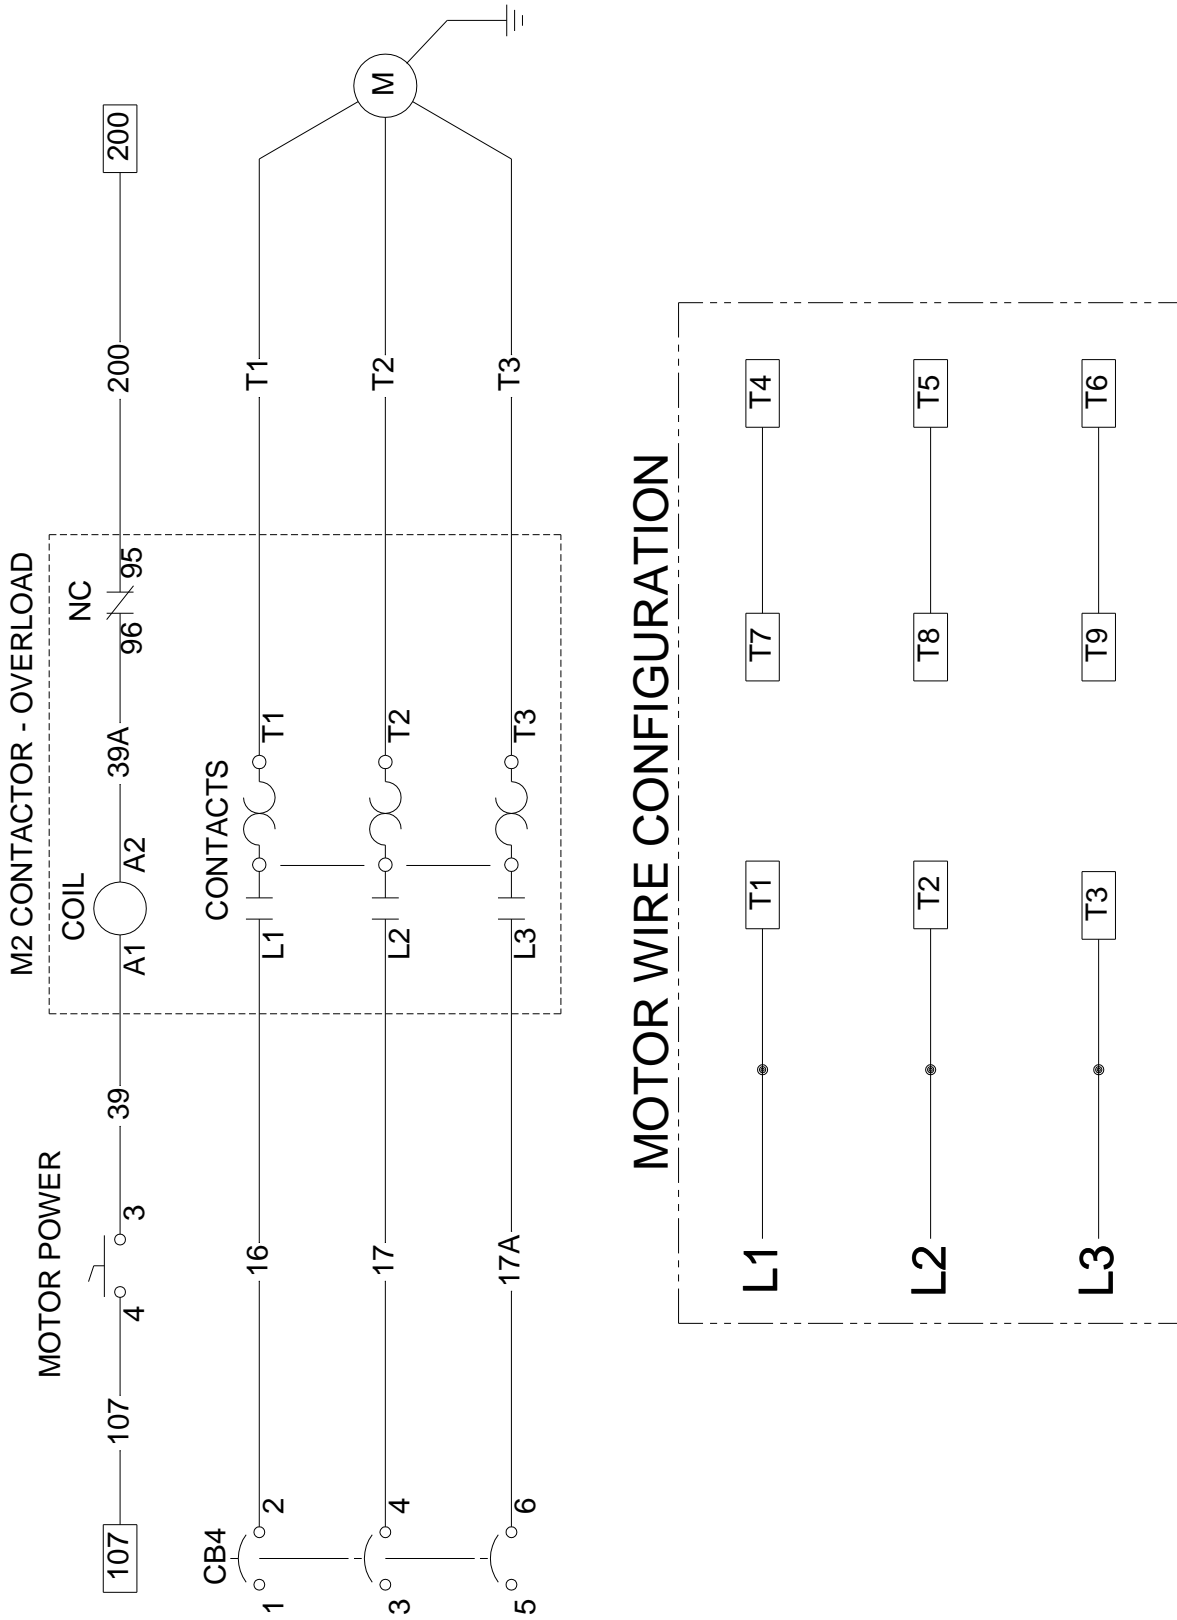 M2 CONTACTOR - OVERLOAD
MOTOR POWER
COIL
NC
107
107
4
3
39
A1
A2
39A
96
95
200
200
CB4
CONTACTS
1
2
16
L1
T1
T1
3
4
17
L2
T2
T2
M
5
6
17A
L3
T3
T3
MOTOR WIRE CONFIGURATION
L1
T1
T7
T4
L2
T2
T8
T5
L3
T3
T9
T6